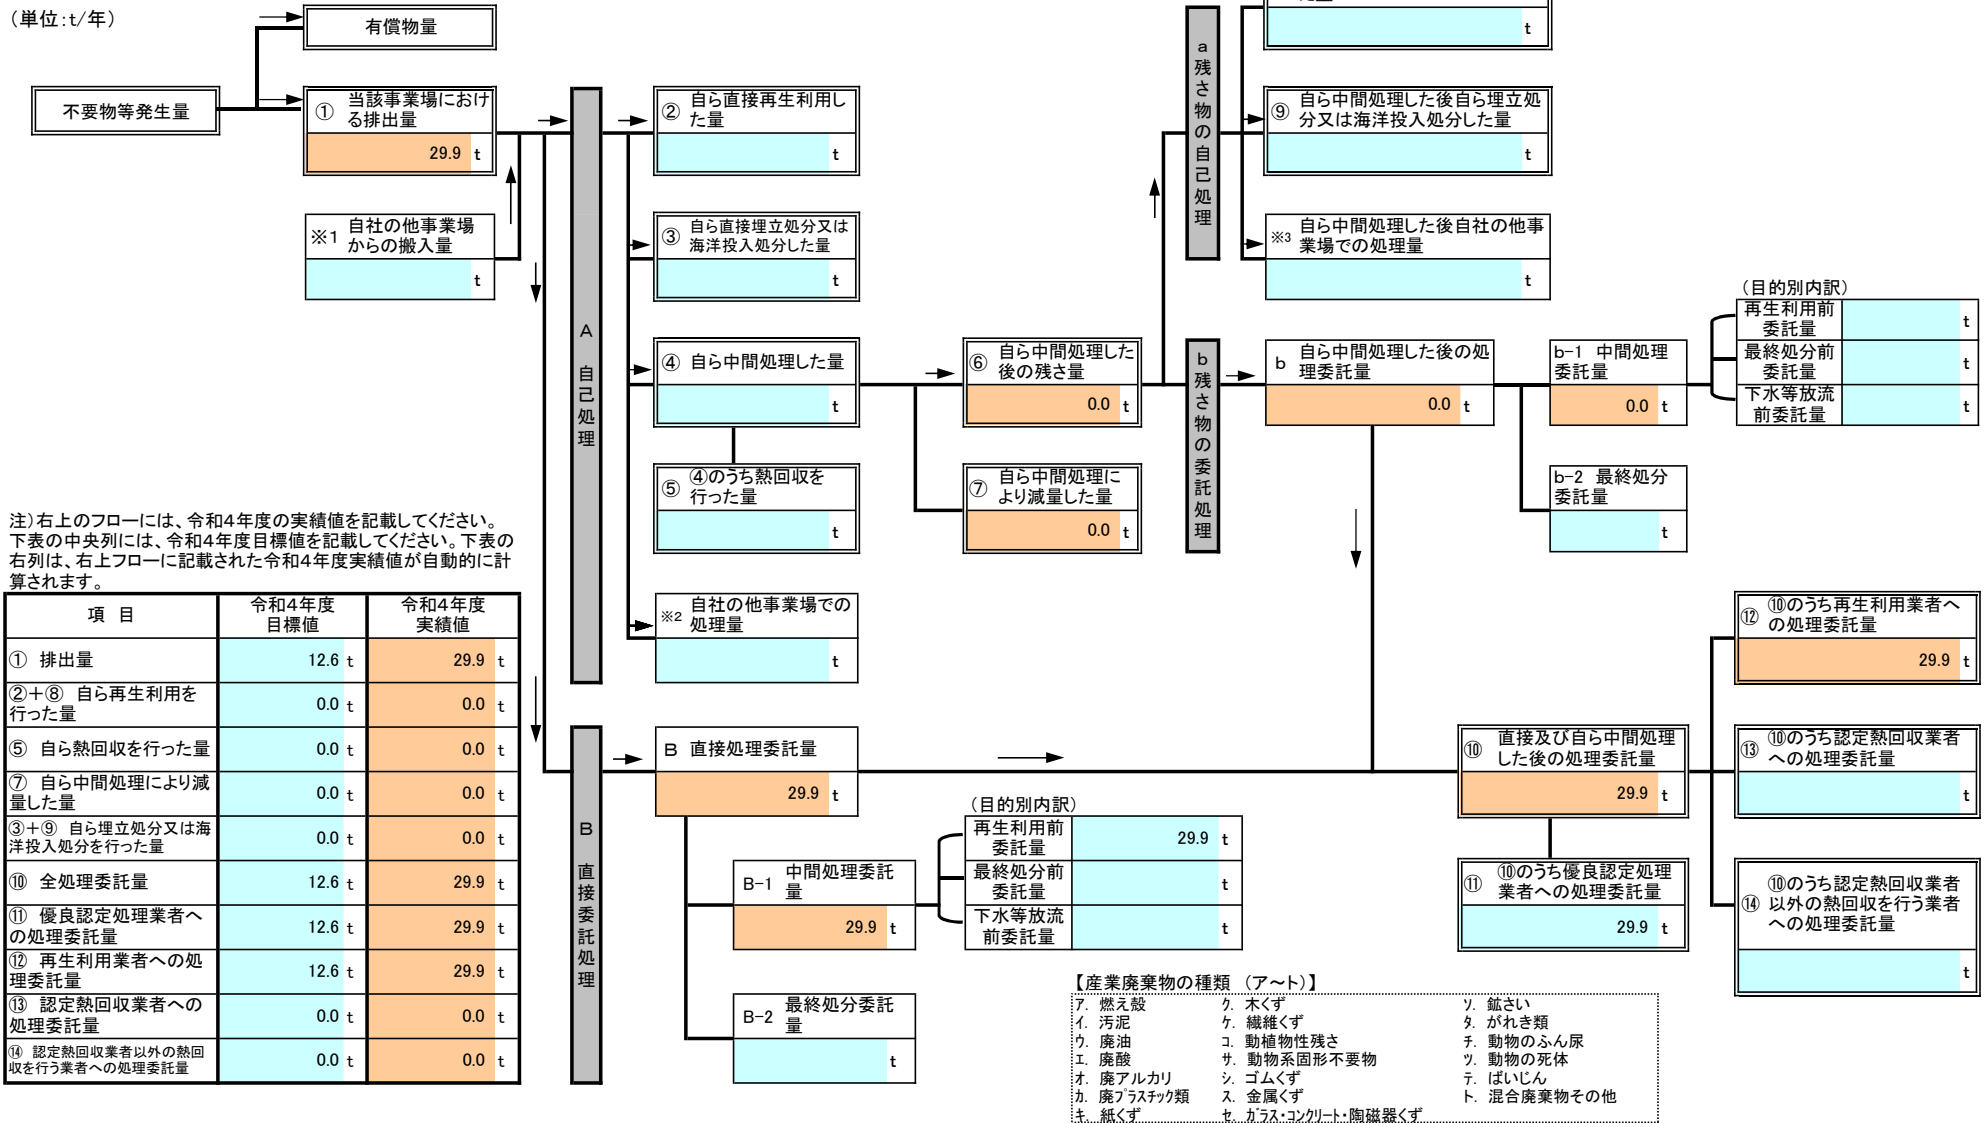 （単位：ｔ/年）
有償物量
不要物等発生量
① 当該事業場におけ
る排出量
29.9 t
※1 自社の他事業場
からの搬入量
t
A 自己処理
② 自ら直接再生利用し
た量
t
③ 自ら直接埋立処分又は
海洋投入処分した量
t
④ 自ら中間処理した量
t
⑤ ④のうち熱回収を
行った量
t
※2 自社の他事業場での
処理量
t
⑥ 自ら中間処理した
後の残さ量
0.0 t
⑦ 自ら中間処理に
より減量した量
0.0 t
a 残さ物の自己処理
t
⑨ 自ら中間処理した後自ら埋立処
分又は海洋投入処分した量
t
※3 自ら中間処理した後自社の他事
業場での処理量
t
b 残さ物の委託処理
b 自ら中間処理した後の処
理委託量
0.0 t
b-1 中間処理
委託量
0.0 t
b-2 最終処分
委託量
t
（目的別内訳）
再生利用前
委託量
t
最終処分前
委託量
t
下水等放流
前委託量
t
注）右上のフローには、令和４年度の実績値を記載してください。
下表の中央列には、令和４年度目標値を記載してください。下表の
右列は、右上フローに記載された令和４年度実績値が自動的に計
算されます。
項 目 令和４年度 令和４年度
目標値 実績値
① 排出量 12.6 t 29.9 t
②＋⑧ 自ら再生利用を
行った量 0.0 t 0.0 t
⑤ 自ら熱回収を行った量 0.0 t 0.0 t
⑦ 自ら中間処理により減
量した量 0.0 t 0.0 t
③＋⑨ 自ら埋立処分又は海
洋投入処分を行った量 0.0 t 0.0 t
⑩ 全処理委託量 12.6 t 29.9 t
⑪ 優良認定処理業者へ
の処理委託量 12.6 t 29.9 t
⑫ 再生利用業者への処
理委託量 12.6 t 29.9 t
⑬ 認定熱回収業者への
処理委託量 0.0 t 0.0 t
⑭ 認定熱回収業者以外の熱回
収を行う業者への処理委託量 0.0 t 0.0 t
B 直接委託処理
B 直接処理委託量
29.9 t
B-1 中間処理委託
量
29.9 t
B-2 最終処分委託
量
t
（目的別内訳）
再生利用前
委託量
29.9 t
最終処分前
委託量
t
下水等放流
前委託量
t
⑩ 直接及び自ら中間処理
した後の処理委託量
29.9 t
⑪ ⑩のうち優良認定処理
業者への処理委託量
29.9 t
⑫ ⑩のうち再生利用業者へ
の処理委託量
29.9 t
⑬ ⑩のうち認定熱回収業者
への処理委託量
t
⑭ ⑩のうち認定熱回収業者
以外の熱回収を行う業者
への処理委託量
t
【産業廃棄物の種類 （ア～ト）】
ｱ. 燃え殻 ｸ. 木くず ｿ. 鉱さい
ｲ. 汚泥 ｹ. 繊維くず ﾀ. がれき類
ｳ. 廃油 ｺ. 動植物性残さ ﾁ. 動物のふん尿
ｴ. 廃酸 ｻ. 動物系固形不要物 ﾂ. 動物の死体
ｵ. 廃アルカリ ｼ. ゴムくず ﾃ. ばいじん
ｶ. 廃ﾌﾟﾗｽﾁｯｸ類 ｽ. 金属くず ﾄ. 混合廃棄物その他
ｷ. 紙くず ｾ. ｶﾞﾗｽ・ｺﾝｸﾘｰﾄ・陶磁器くず